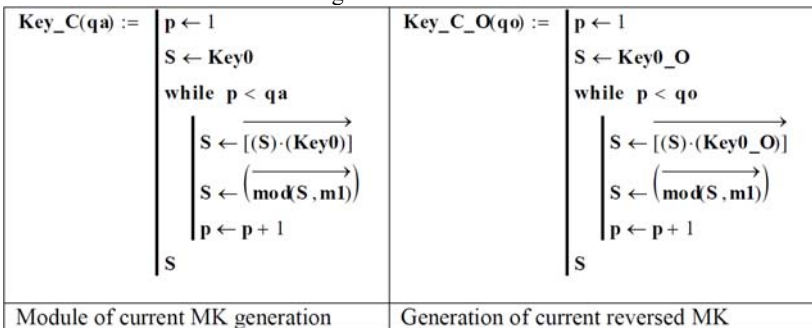 Key_C(qa) := p ← 1
S ← Key0
while p < qa
S ← [(S)·(Key0)]
S ← (mod(S , m1))
p ← p + 1
S
Key_C_O(qo) := p ← 1
S ← Key0_O
while p < qo
S ← [(S)·(Key0_O)]
S ← (mod(S , m1))
p ← p + 1
S
Module of current MK generation
Generation of current reversed MK